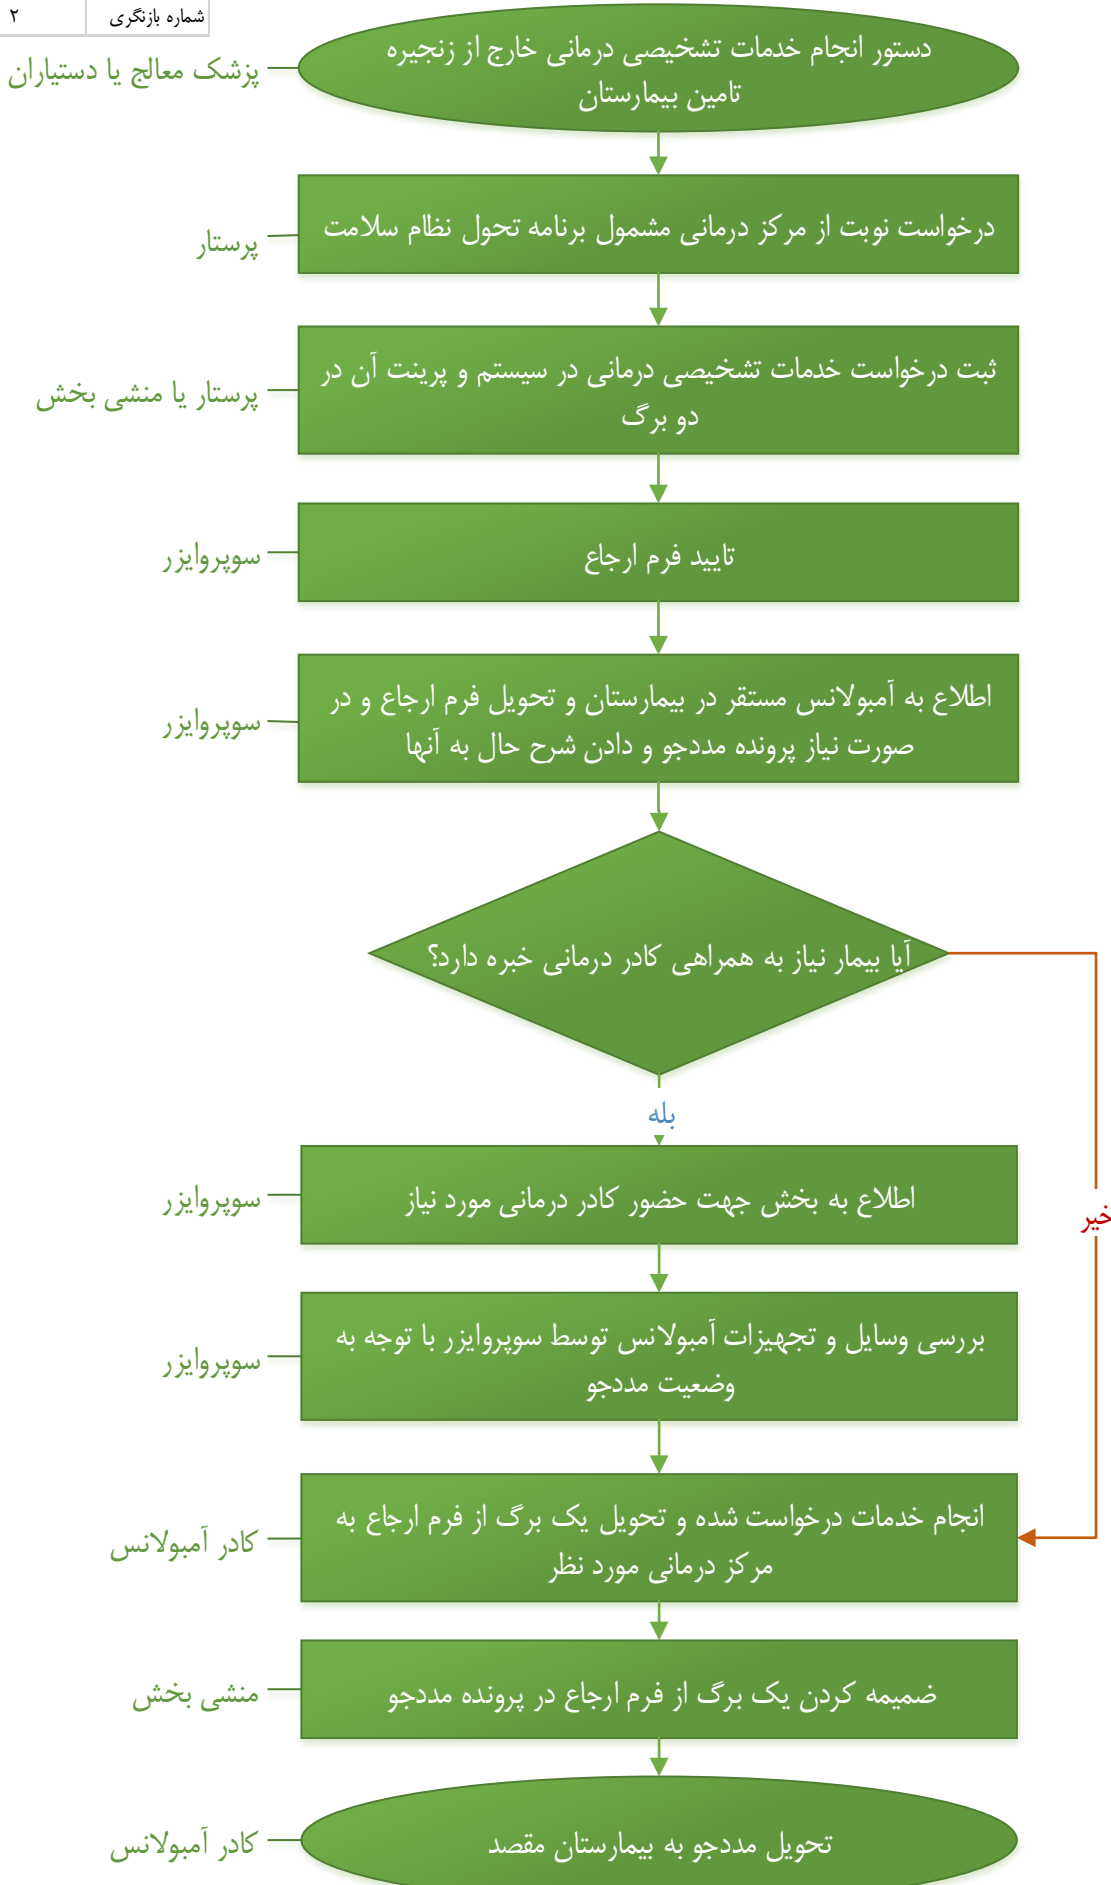 شماره بازنگری ۲
دستور انجام خدمات تشخیصی درمانی خارج از زنجیره
تامین بیمارستان
پزشک معالج یا دستیاران
درخواست نوبت از مرکز درمانی مشمول برنامه تحول نظام سلامت
پرستار
ثبت درخواست خدمات تشخیصی درمانی در سیستم و پرینت آن در
دو برگ
پرستار یا منشی بخش
تایید فرم ارجاع
سوپروایزر
اطلاع به آمبولانس مستقر در بیمارستان و تحویل فرم ارجاع و در
صورت نیاز پرونده مددجو و دادن شرح حال به آنها
سوپروایزر
آیا بیمار نیاز به همراهی کادر درمانی خبره دارد؟
بله
اطلاع به بخش جهت حضور کادر درمانی مورد نیاز
سوپروایزر
خیر
بررسی وسایل و تجهیزات آمبولانس توسط سوپروایزر با توجه به
وضعیت مددجو
سوپروایزر
انجام خدمات درخواست شده و تحویل یک برگ از فرم ارجاع به
مرکز درمانی مورد نظر
کادر آمبولانس
ضمیمه کردن یک برگ از فرم ارجاع در پرونده مددجو
منشی بخش
تحویل مددجو به بیمارستان مقصد
کادر آمبولانس